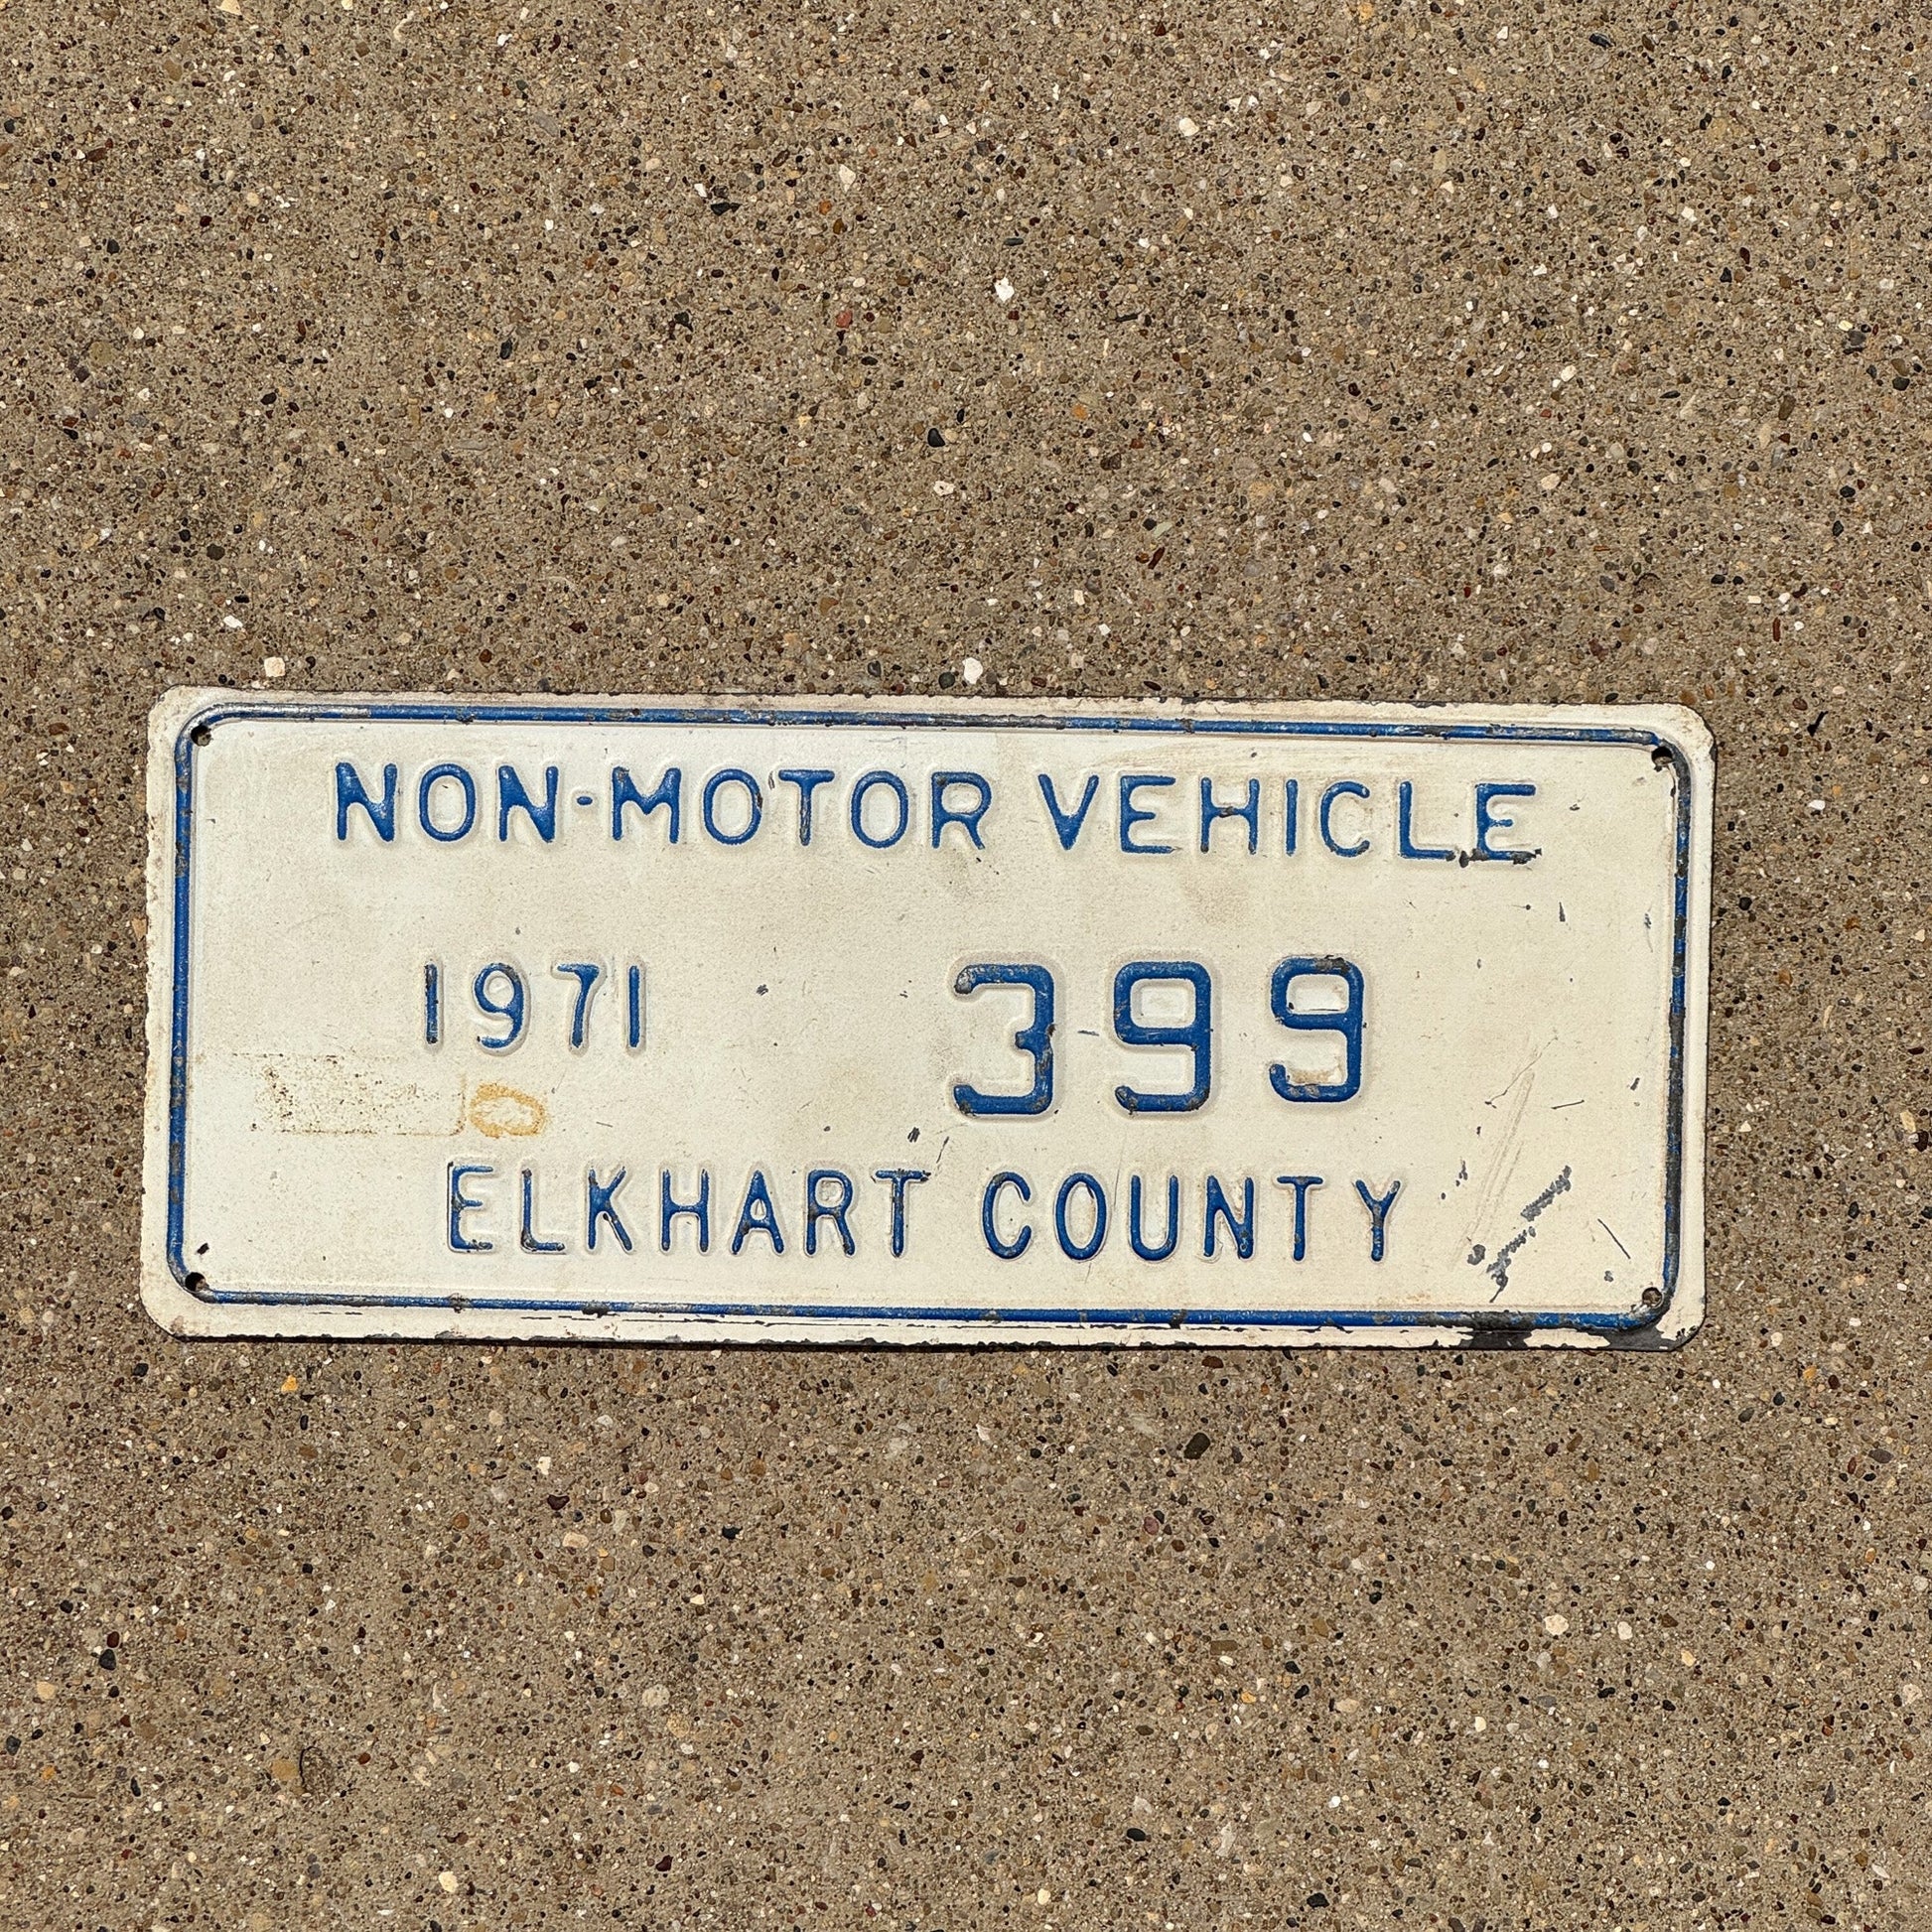 NON-MOTOR VEHICLE
1971 399
ELKHART COUNTY